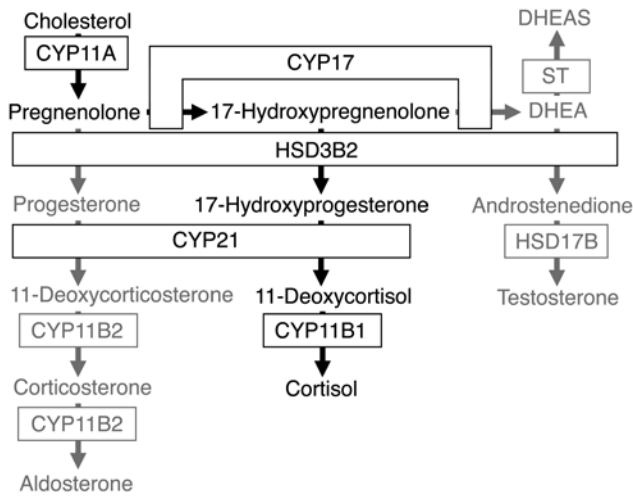 Cholesterol
DHEAS
CYP11A
CYP17
ST
Pregnenolone
17-Hydroxypregnenolone
DHEA
HSD3B2
Progesterone
17-Hydroxyprogesterone
Androstenedione
CYP21
HSD17B
11-Deoxycorticosterone
11-Deoxycortisol
Testosterone
CYP11B2
CYP11B1
Corticosterone
Cortisol
CYP11B2
Aldosterone